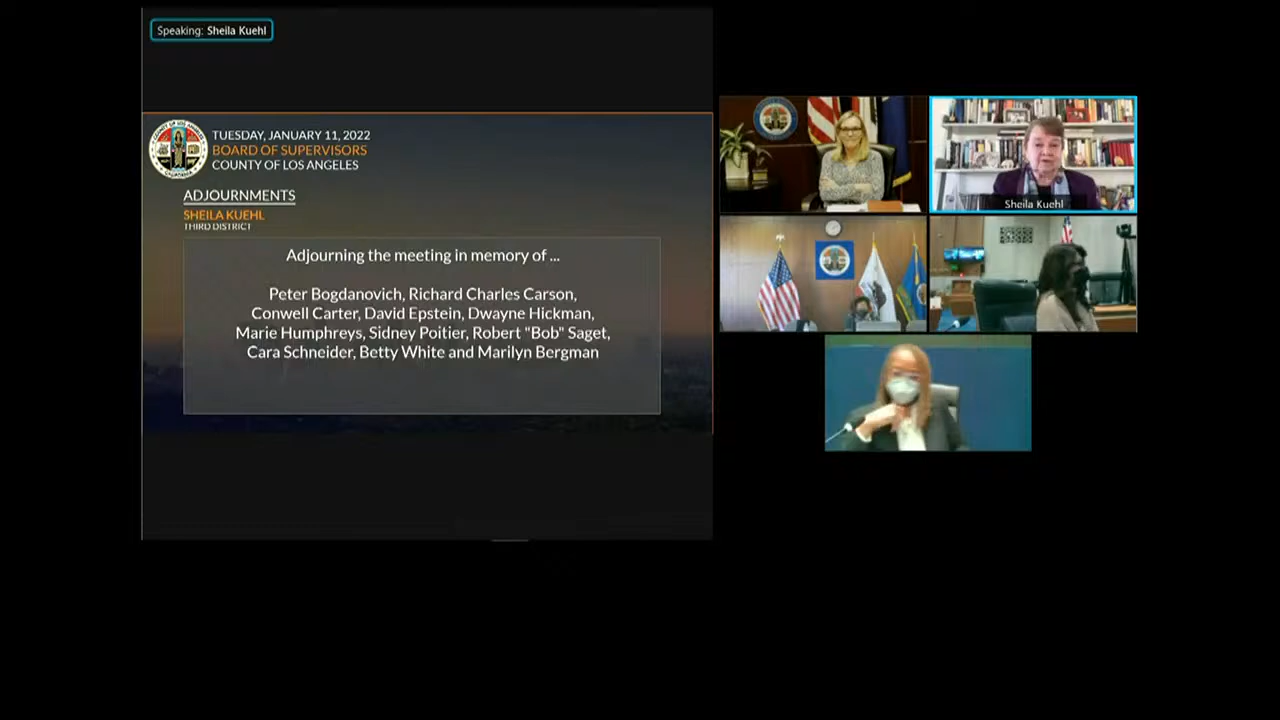 Speaking: Sheila Kuehl
TUESDAY, JANUARY 11, 2022
BOARD OF SUPERVISORS
COUNTY OF LOS ANGELES
ADJOURNMENTS
SHEILA KUEHL
THIRD DISTRICT
Adjourning the meeting in memory of ...
Peter Bogdanovich, Richard Charles Carson,
Conwell Carter, David Epstein, Dwayne Hickman,
Marie Humphreys, Sidney Poitier, Robert "Bob" Saget,
Cara Schneider, Betty White and Marilyn Bergman
Sheila Kuehl